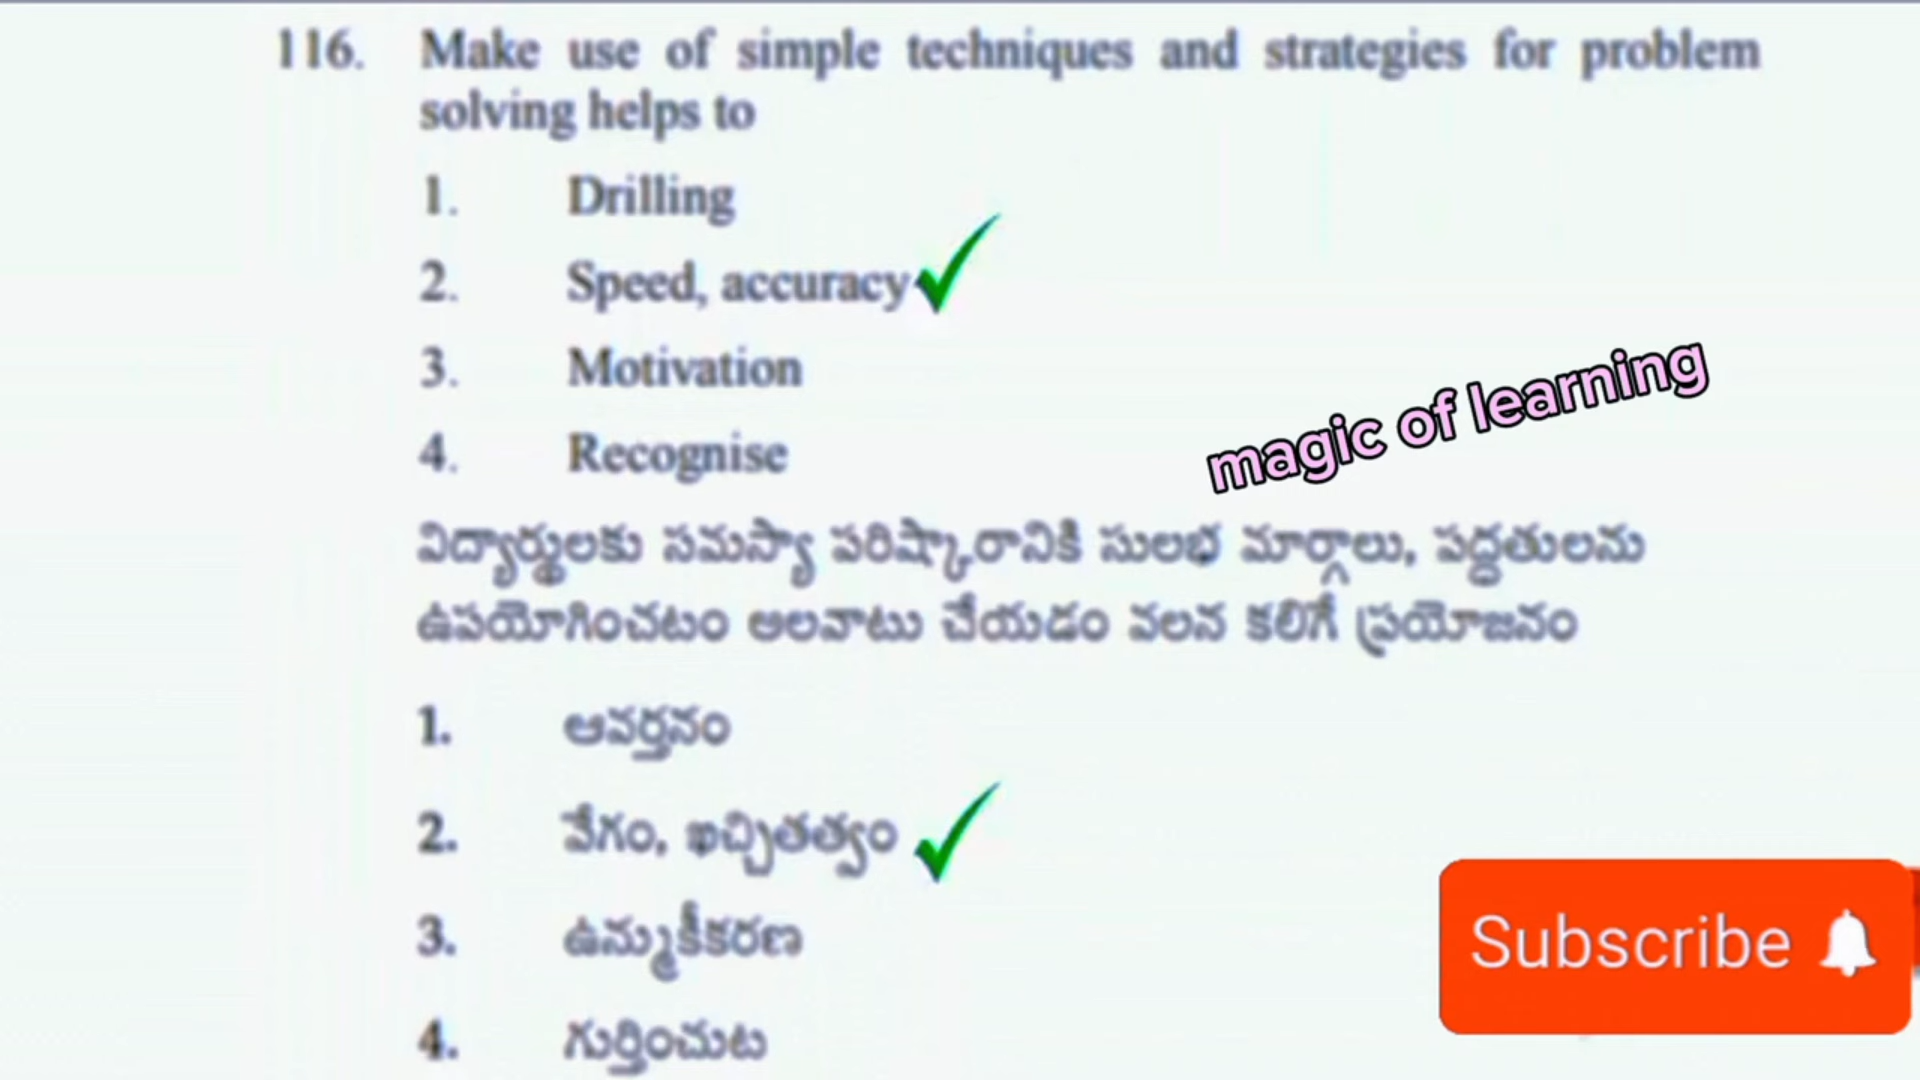 116. Make use of simple techniques and strategies for problem
solving helps to
1. Drilling
2. Speed, accuracy
3. Motivation
4. Recognise
magic of learning
విద్యార్థులకు సమస్యా పరిష్కారానికి సులభ మార్గాలు, పద్ధతులను
ఉపయోగించటం అలవాటు చేయడం వలన కలిగే ప్రయోజనం
1. ఆవర్తనం
2. వేగం, ఖచ్చితత్వం
3. ఉన్ముకీకరణ
4. గుర్తించుట
Subscribe